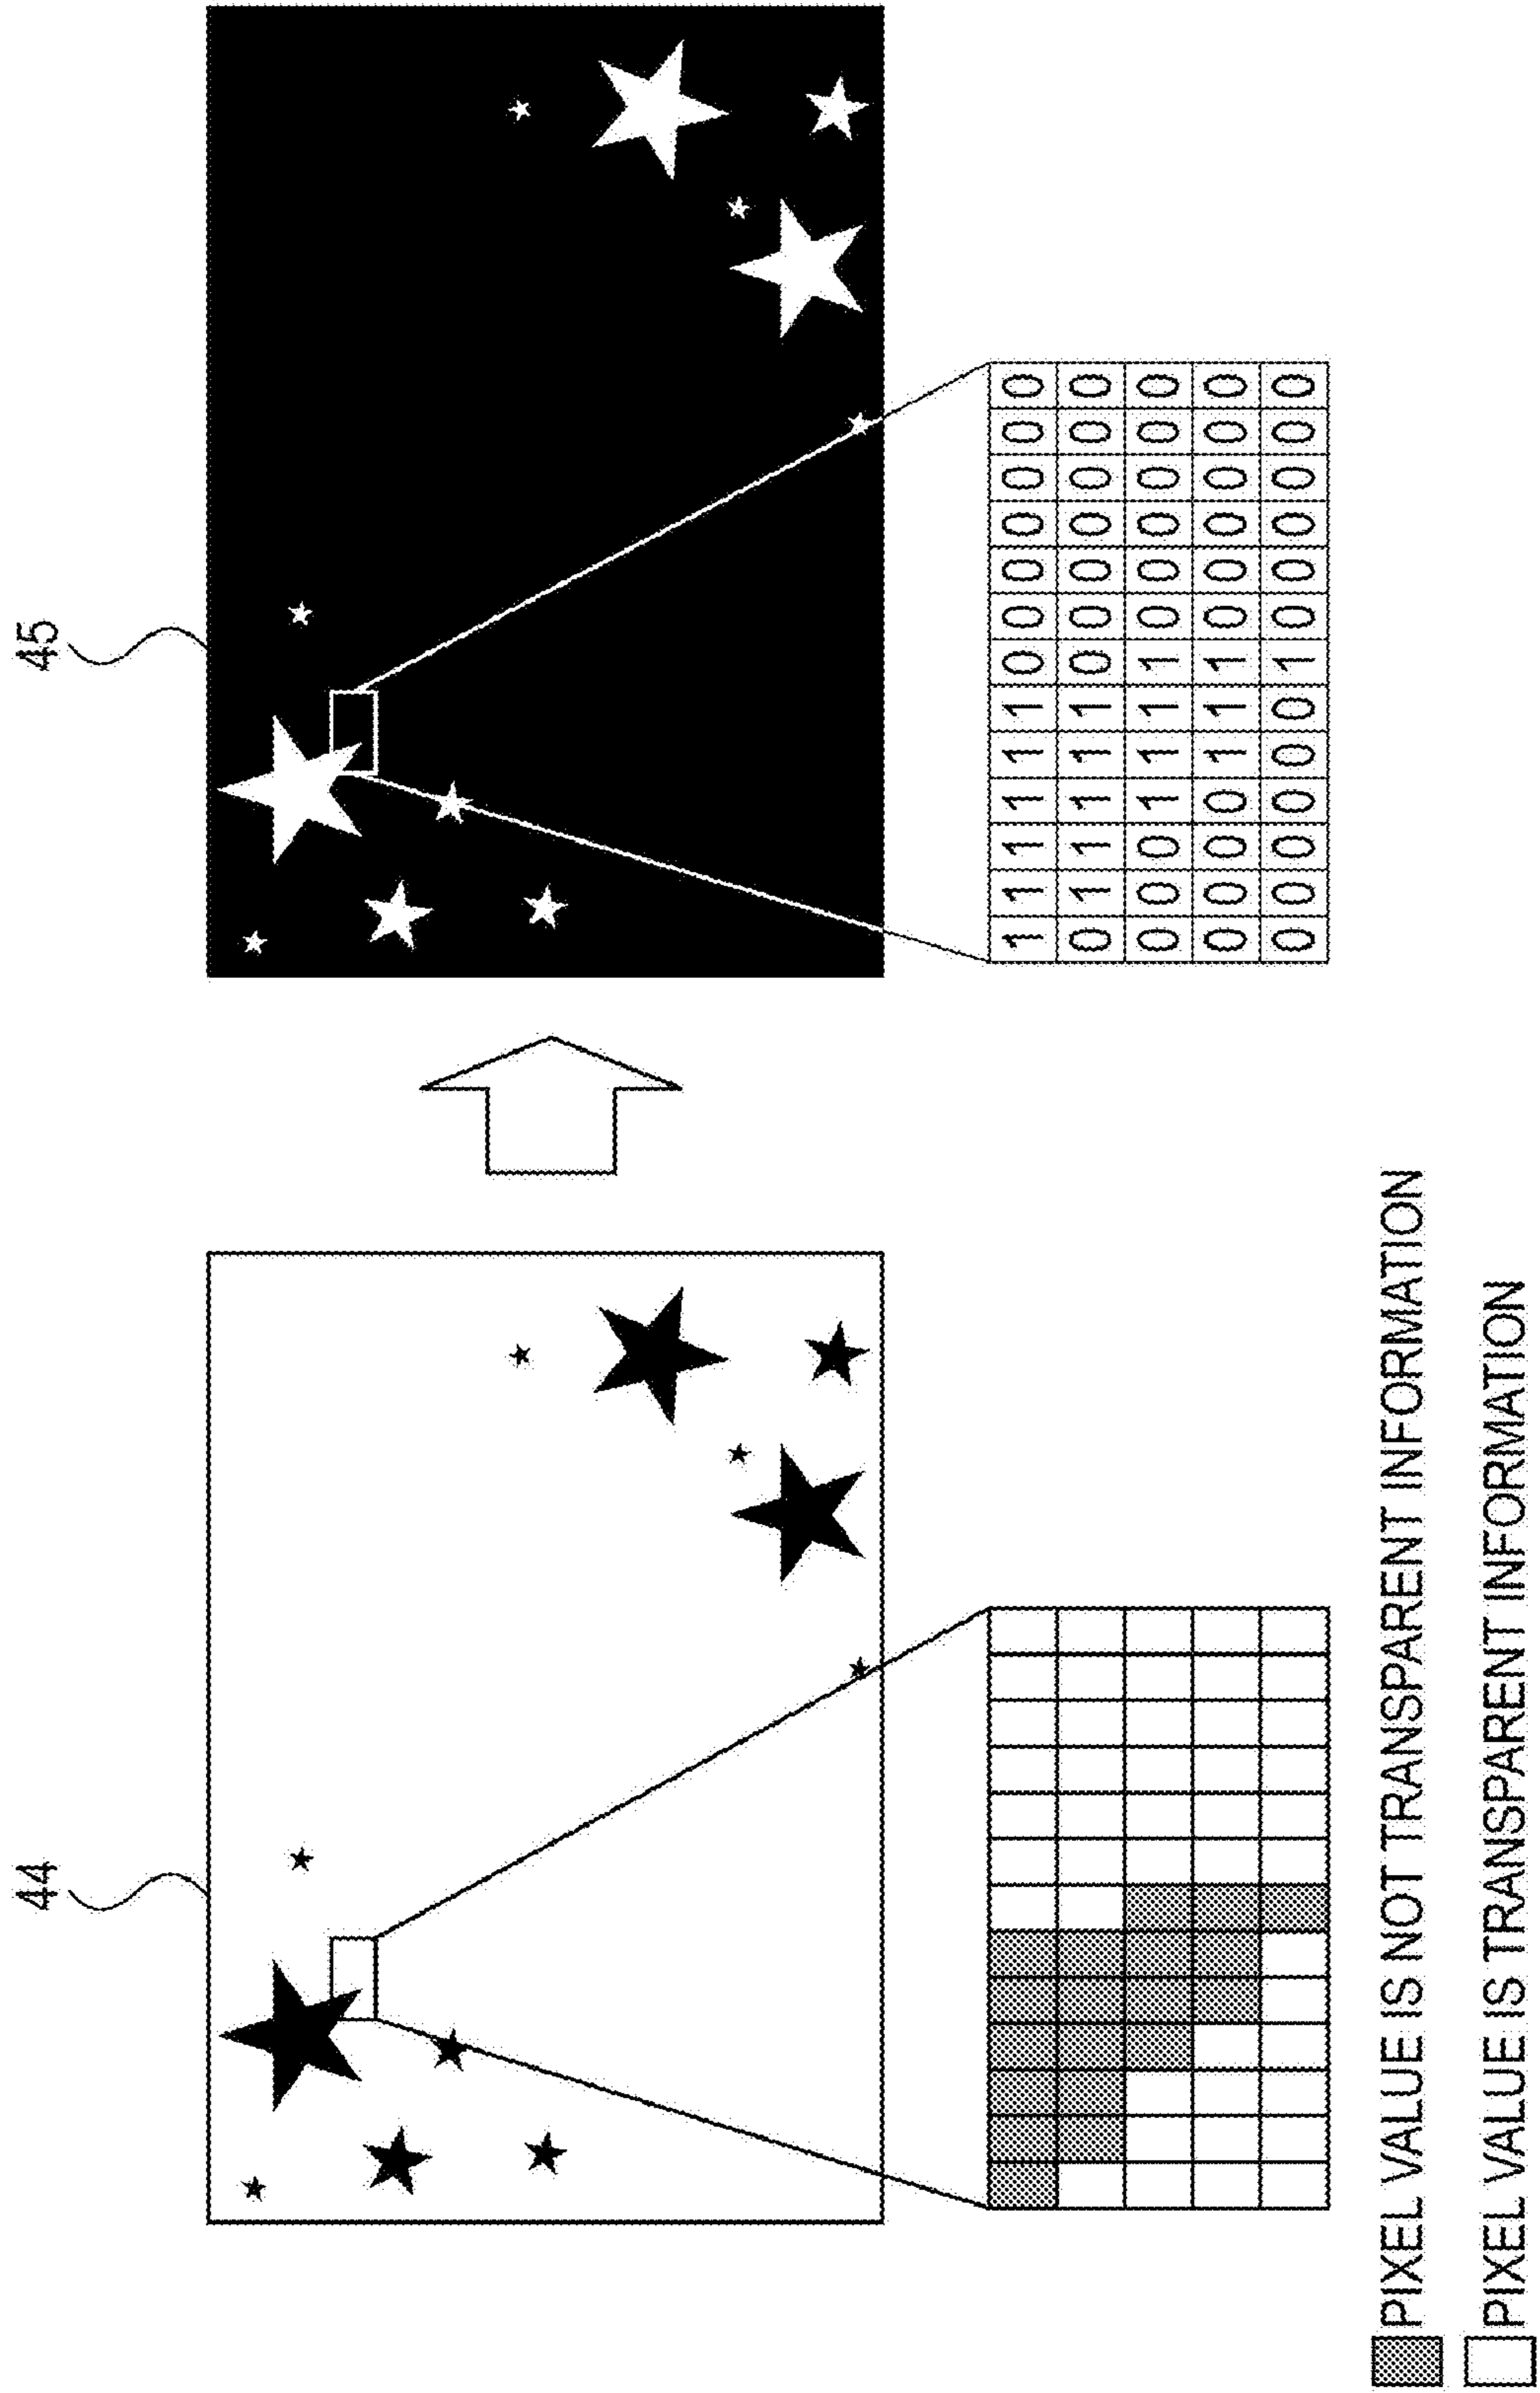 44
45
1 1 1 1 1 1 0 0 0 0 0 0 0
0 1 1 1 1 1 0 0 0 0 0 0 0
0 0 0 1 1 1 1 0 0 0 0 0 0
0 0 0 0 1 1 1 0 0 0 0 0 0
0 0 0 0 0 0 1 0 0 0 0 0 0
PIXEL VALUE IS NOT TRANSPARENT INFORMATION
PIXEL VALUE IS TRANSPARENT INFORMATION